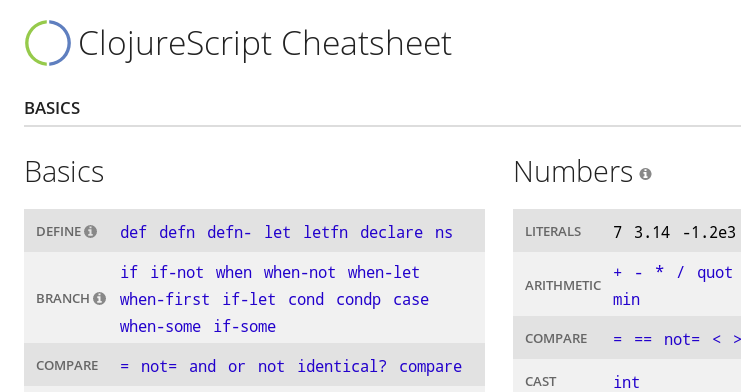 ClojureScript Cheatsheet
BASICS
Basics
DEFINE def defn defn- let letfn declare ns
BRANCH if if-not when when-not when-let
when-first if-let cond condp case
when-some if-some
COMPARE = not= and or not identical? compare
Numbers
LITERALS 7 3.14 -1.2e3
ARITHMETIC + - * / quot
min
COMPARE = == not= < >
CAST int